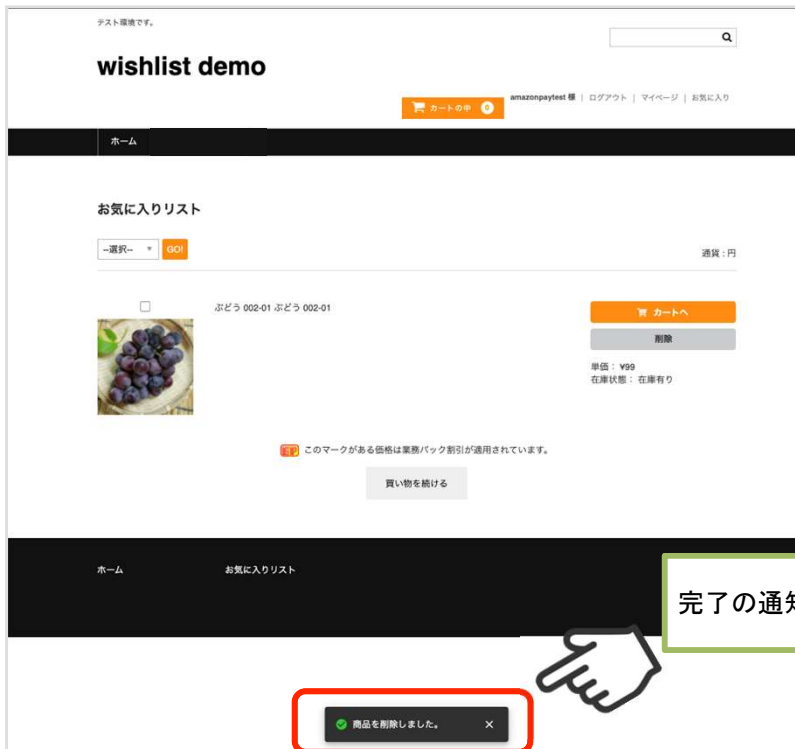 テスト環境です。
wishlist demo
カートの中 0
amazonpaytest 様 | ログアウト | マイページ | お気に入り
ホーム
お気に入りリスト
--選択-- GO!
通貨 : 円
ぶどう 002-01 ぶどう 002-01
カートへ
削除
単価： ¥99
在庫状態： 在庫有り
このマークがある価格は業務パック割引が適用されています。
買い物を続ける
ホーム お気に入りリスト
完了の通知
商品を削除しました。 ×